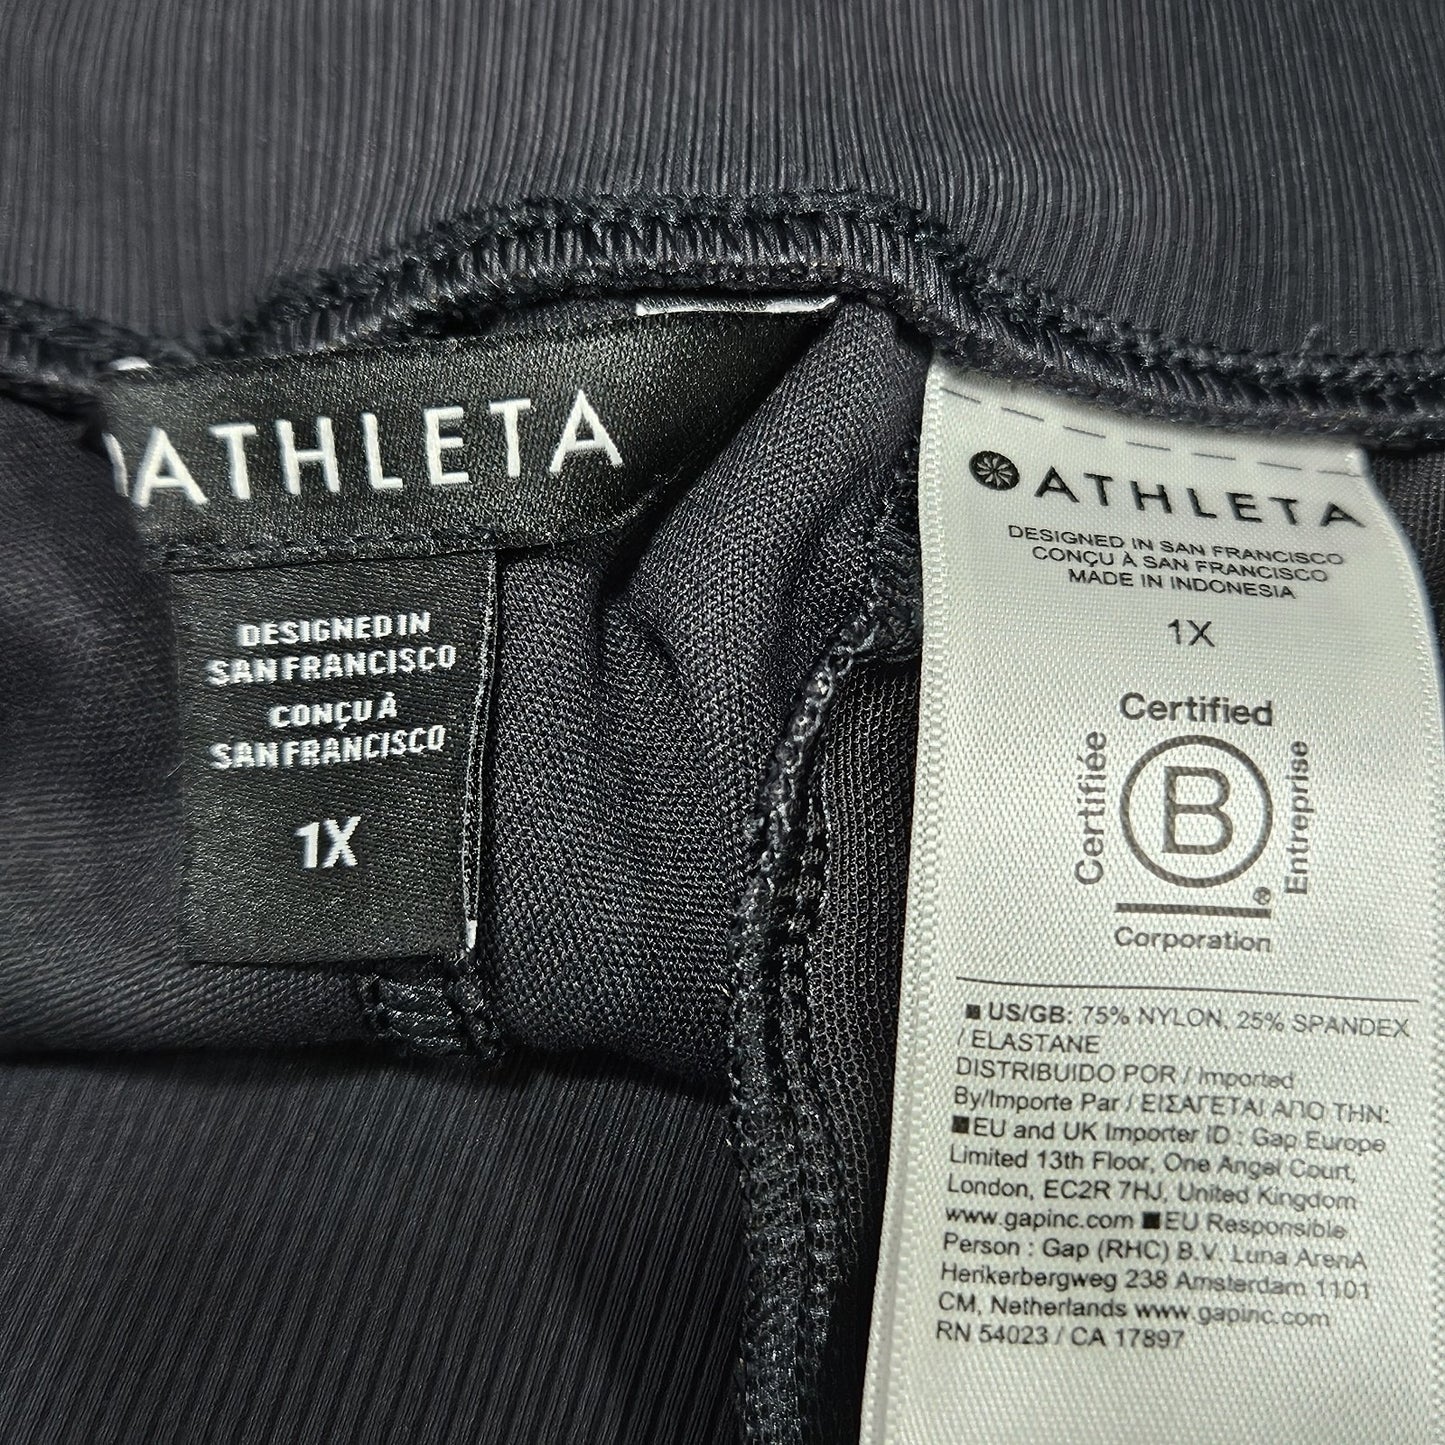 ATHLETA
DESIGNED IN
SAN FRANCISCO
CONÇU À
SAN FRANCISCO
1X
ATHLETA
DESIGNED IN SAN FRANCISCO
CONÇU À SAN FRANCISCO
MADE IN INDONESIA
1X
Certified
Certifiée
B
Entreprise
®
Corporation
■ US/GB: 75% NYLON, 25% SPANDEX
/ ELASTANE
DISTRIBUIDO POR / Imported
By/Importe Par / ΕΙΣΑΓΕΤΑΙ ΑΠΟ ΤΗΝ:
■EU and UK Importer ID : Gap Europe
Limited 13th Floor, One Angel Court,
London, EC2R 7HJ, United Kingdom
www.gapinc.com ■EU Responsible
Person : Gap (RHC) B.V. Luna ArenA
Herikerbergweg 238 Amsterdam 1101
CM, Netherlands www.gapinc.com
RN 54023 / CA 17897